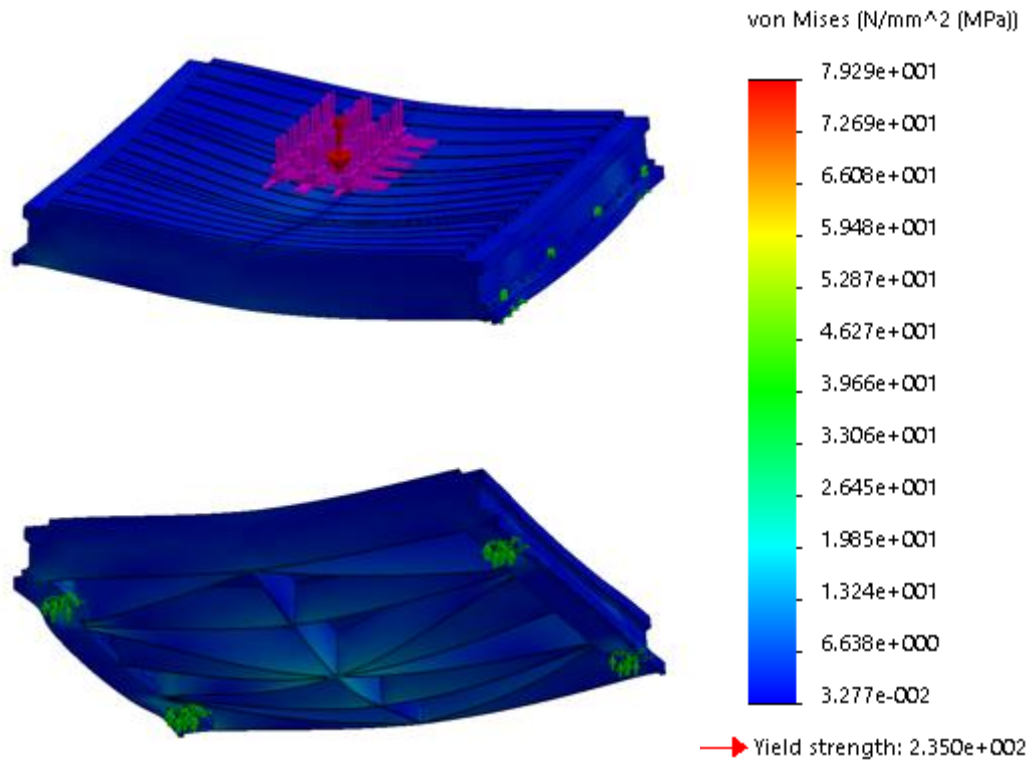 von Mises (N/mm^2 (MPa))
7.929e+001
7.269e+001
6.608e+001
5.948e+001
5.287e+001
4.627e+001
3.966e+001
3.306e+001
2.645e+001
1.985e+001
1.324e+001
6.638e+000
3.277e-002
Yield strength: 2.350e+002